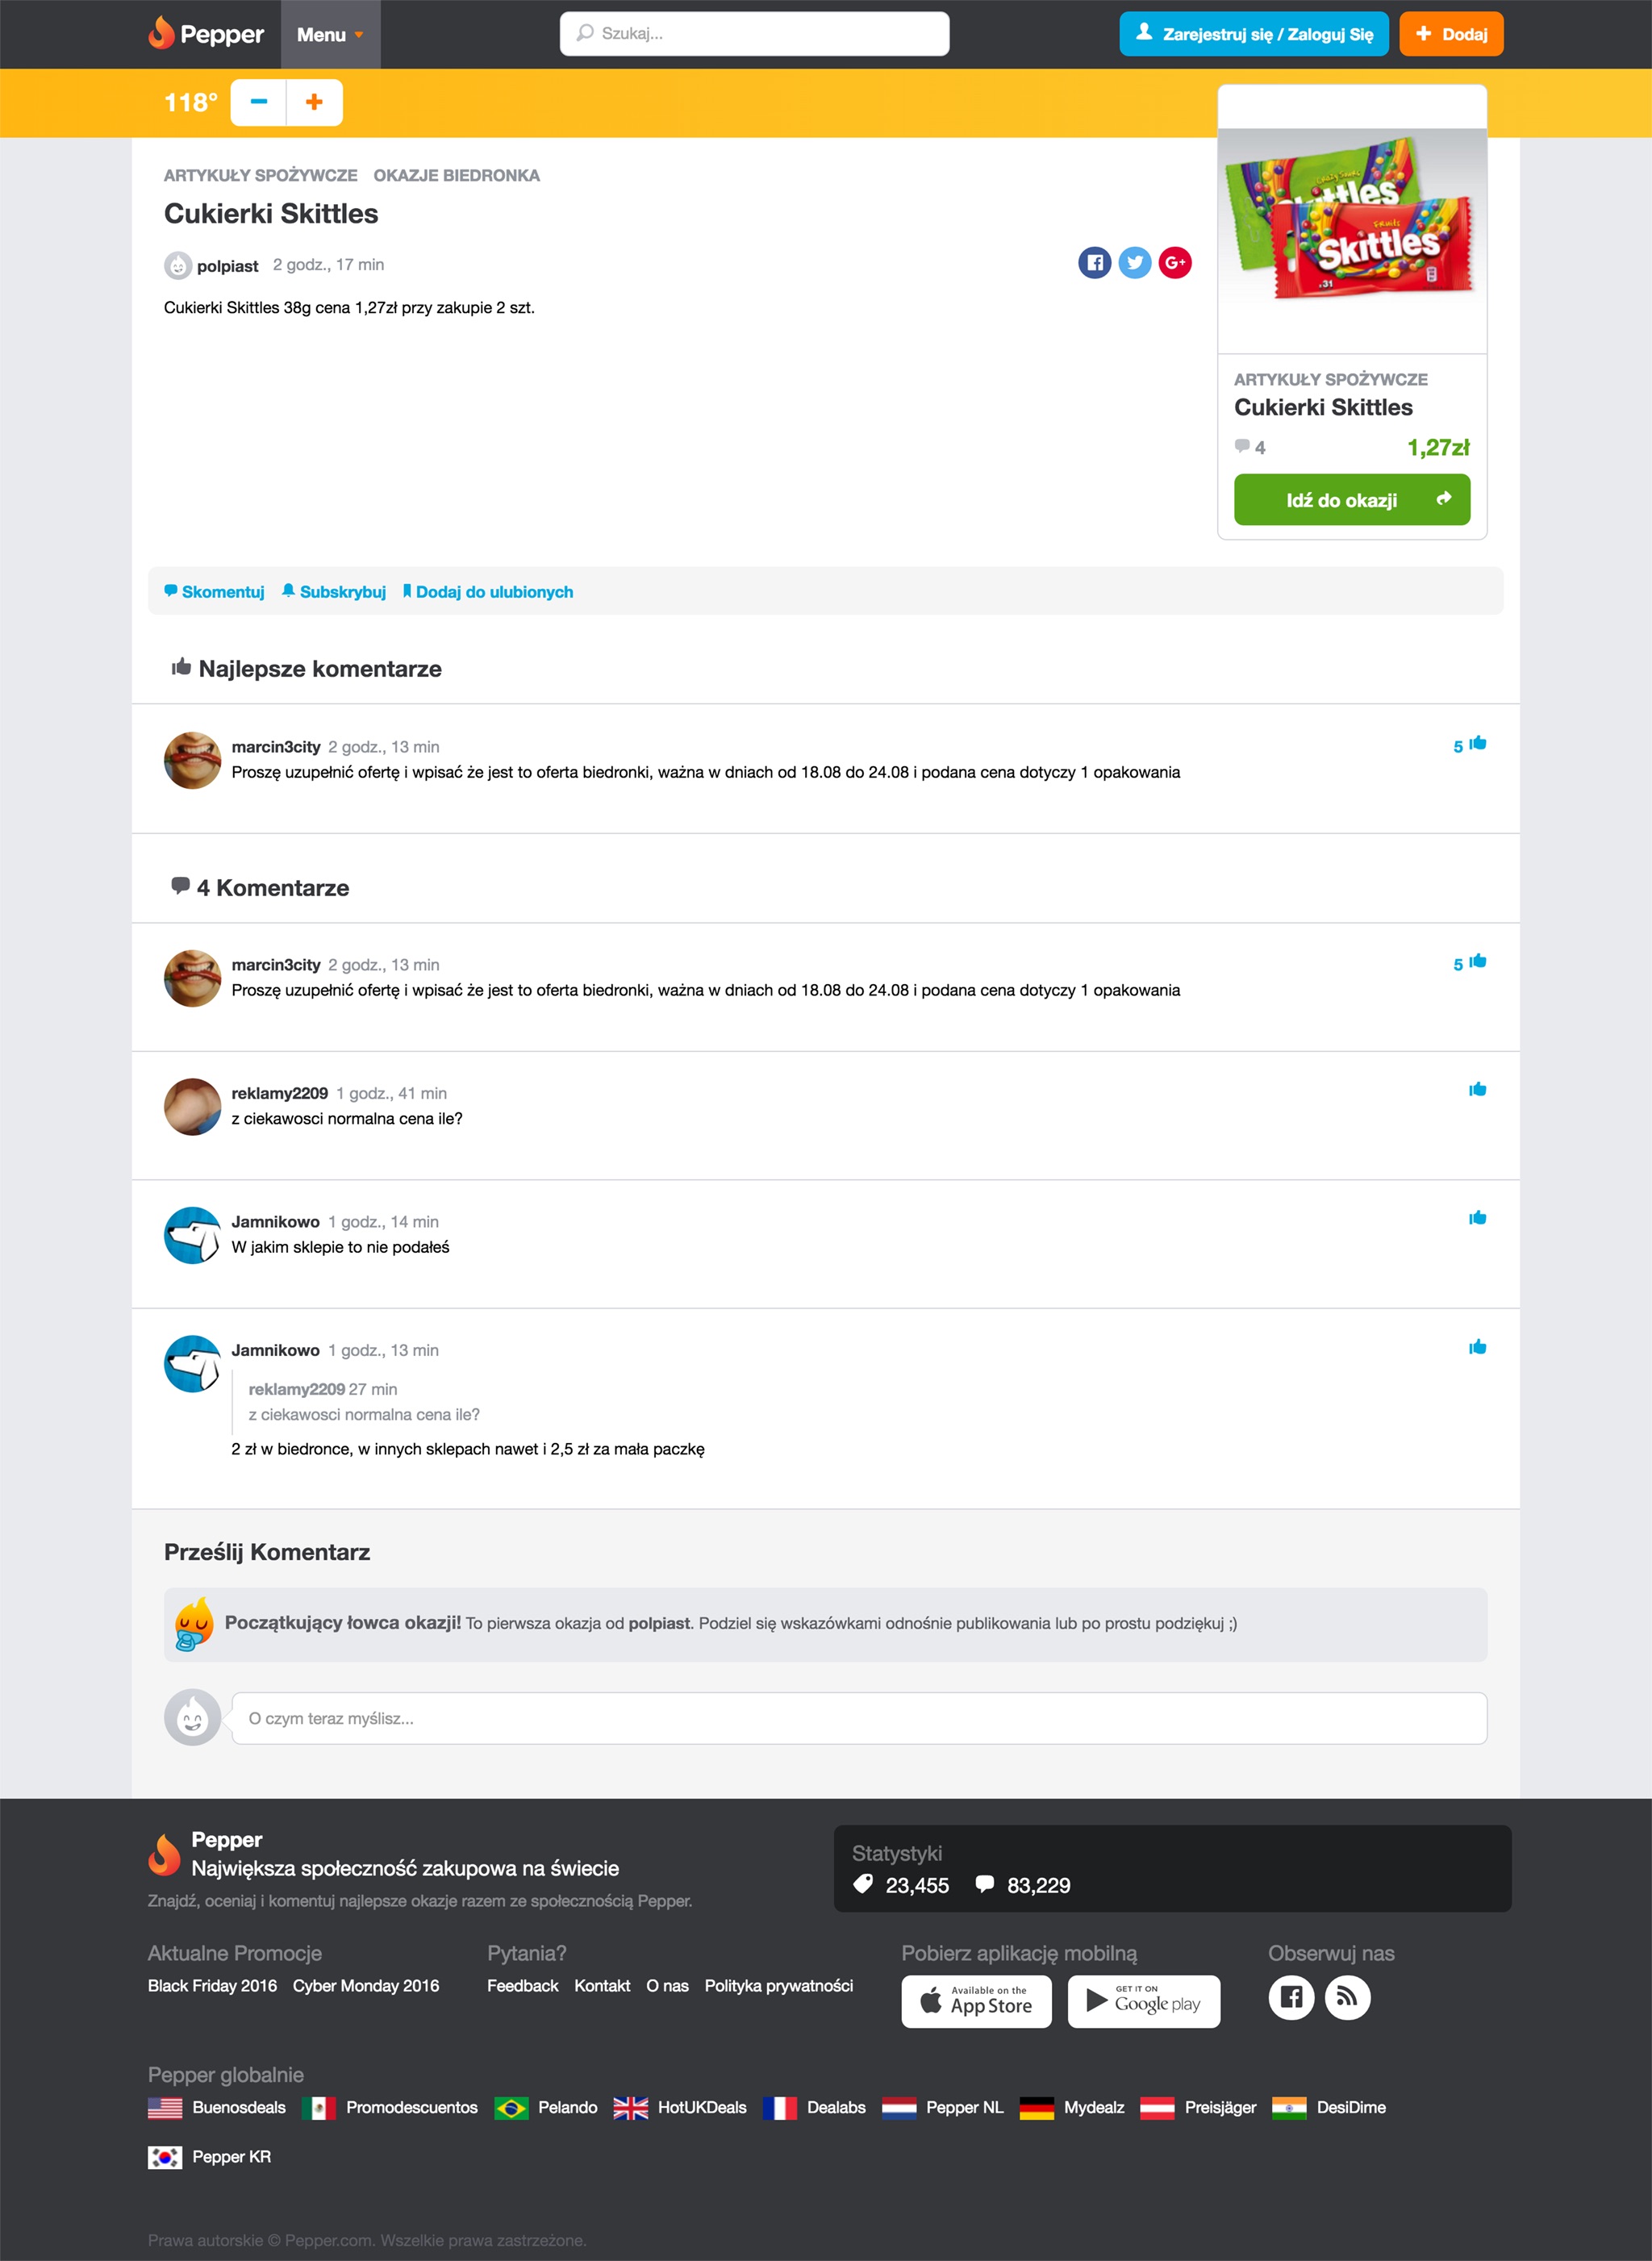 Pepper
Menu
Szukaj...
Zarejestruj się / Zaloguj Się
Dodaj
118°
ARTYKUŁY SPOŻYWCZE OKAZJE BIEDRONKA
Cukierki Skittles
polpiast 2 godz., 17 min
Cukierki Skittles 38g cena 1,27zł przy zakupie 2 szt.
Crazy Sours
Skittles
Fruits
Skittles
ARTYKUŁY SPOŻYWCZE
Cukierki Skittles
4 1,27zł
Idź do okazji
Skomentuj Subskrybuj Dodaj do ulubionych
Najlepsze komentarze
marcin3city 2 godz., 13 min
5
Proszę uzupełnić ofertę i wpisać że jest to oferta biedronki, ważna w dniach od 18.08 do 24.08 i podana cena dotyczy 1 opakowania
4 Komentarze
marcin3city 2 godz., 13 min
5
Proszę uzupełnić ofertę i wpisać że jest to oferta biedronki, ważna w dniach od 18.08 do 24.08 i podana cena dotyczy 1 opakowania
reklamy2209 1 godz., 41 min
z ciekawosci normalna cena ile?
Jamnikowo 1 godz., 14 min
W jakim sklepie to nie podałeś
Jamnikowo 1 godz., 13 min
reklamy2209 27 min
z ciekawosci normalna cena ile?
2 zł w biedronce, w innych sklepach nawet i 2,5 zł za mała paczkę
Prześlij Komentarz
Początkujący łowca okazji! To pierwsza okazja od polpiast. Podziel się wskazówkami odnośnie publikowania lub po prostu podziękuj ;)
O czym teraz myślisz...
Pepper
Największa społeczność zakupowa na świecie
Znajdź, oceniaj i komentuj najlepsze okazje razem ze społecznością Pepper.
Statystyki
23,455 83,229
Aktualne Promocje
Black Friday 2016 Cyber Monday 2016
Pytania?
Feedback Kontakt O nas Polityka prywatności
Pobierz aplikację mobilną
Available on the
App Store
GET IT ON
Google play
Obserwuj nas
Pepper globalnie
Buenosdeals Promodescuentos Pelando HotUKDeals Dealabs Pepper NL Mydealz Preisjäger DesiDime
Pepper KR
Prawa autorskie © Pepper.com. Wszelkie prawa zastrzeżone.